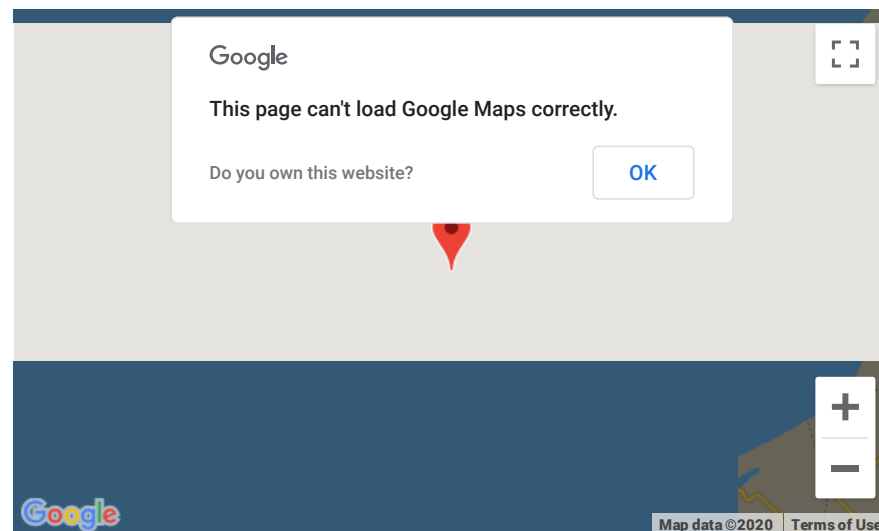 Google
This page can't load Google Maps correctly.
Do you own this website?
OK
Google
Map data ©2020
Terms of Use